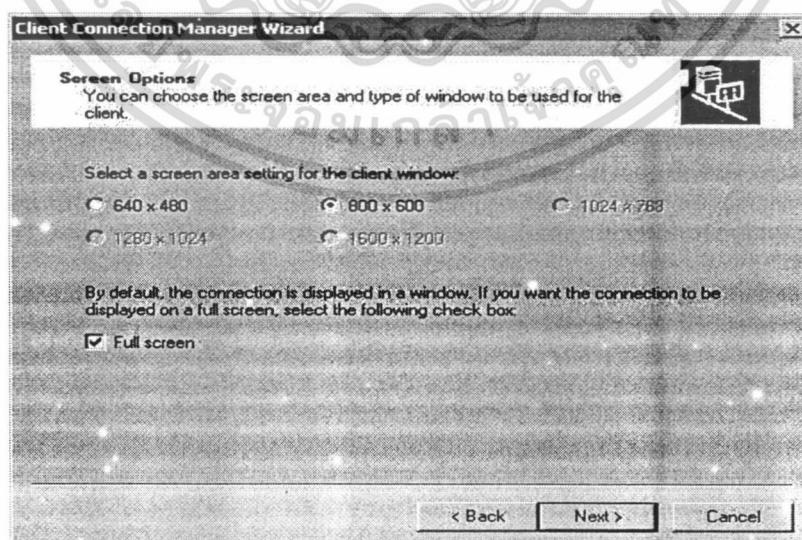 Client Connection Manager Wizard
Screen Options
You can choose the screen area and type of window to be used for the
client.
Select a screen area setting for the client window:
640 x 480
800 x 600
1024 x 768
1280 x 1024
1600 x 1200
By default, the connection is displayed in a window. If you want the connection to be
displayed on a full screen, select the following check box:
Full screen
< Back
Next >
Cancel